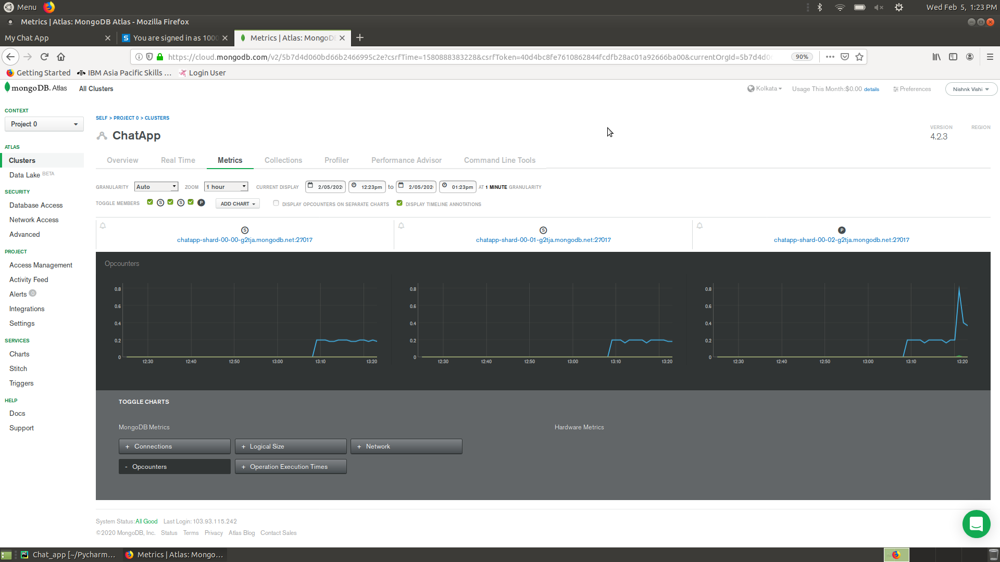 Menu
Wed Feb 5, 1:23 PM
Metrics | Atlas: MongoDB Atlas - Mozilla Firefox
My Chat App
You are signed in as 1000
Metrics | Atlas: MongoD
https://cloud.mongodb.com/v2/5b7d4d060bd66b2466995c2e?csrfTime=1580888383228&csrfToken=40d4bc8fe7610862844fcdfb28ac01a92666ba00&currentOrgId=5b7d4d0
90%
Getting Started
IBM Asia Pacific Skills ...
Login User
mongoDB. Atlas
All Clusters
Kolkata
Usage This Month:$0.00 details
Preferences
Nishnk Vishi
CONTEXT
Project 0
ATLAS
Clusters
Data Lake BETA
SECURITY
Database Access
Network Access
Advanced
PROJECT
Access Management
Activity Feed
Alerts 0
Integrations
Settings
SERVICES
Charts
Stitch
Triggers
HELP
Docs
Support
SELF > PROJECT 0 > CLUSTERS
ChatApp
VERSION
4.2.3
REGION
Overview
Real Time
Metrics
Collections
Profiler
Performance Advisor
Command Line Tools
GRANULARITY Auto ZOOM 1 hour CURRENT DISPLAY 2/05/202 12:23pm to 2/05/202 01:23pm AT 1 MINUTE GRANULARITY
TOGGLE MEMBERS S S P ADD CHART DISPLAY OPCOUNTERS ON SEPARATE CHARTS DISPLAY TIMELINE ANNOTATIONS
S
chatapp-shard-00-00-g2tja.mongodb.net:27017
S
chatapp-shard-00-01-g2tja.mongodb.net:27017
P
chatapp-shard-00-02-g2tja.mongodb.net:27017
Opcounters
0.8
0.6
0.4
0.2
0
12:30 12:40 12:50 13:00 13:10 13:20
0.8
0.6
0.4
0.2
0
12:30 12:40 12:50 13:00 13:10 13:20
0.8
0.6
0.4
0.2
0
12:30 12:40 12:50 13:00 13:10 13:20
TOGGLE CHARTS
MongoDB Metrics
Hardware Metrics
+ Connections
+ Logical Size
+ Network
- Opcounters
+ Operation Execution Times
System Status: All Good Last Login: 103.93.115.242
©2020 MongoDB, Inc. Status Terms Privacy Atlas Blog Contact Sales
Chat_app [~/Pycharm...
Metrics | Atlas: Mongo...